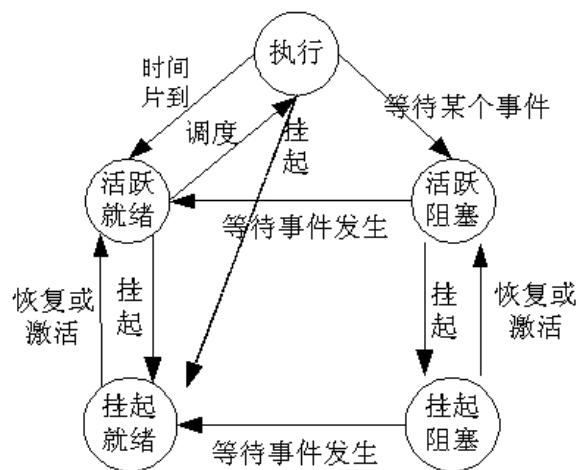 执行
时间
片到
调度
挂
起
等待某个事件
活跃
就绪
活跃
阻塞
等待事件发生
恢复或
激活
挂
起
挂
起
恢复或
激活
挂起
就绪
挂起
阻塞
等待事件发生